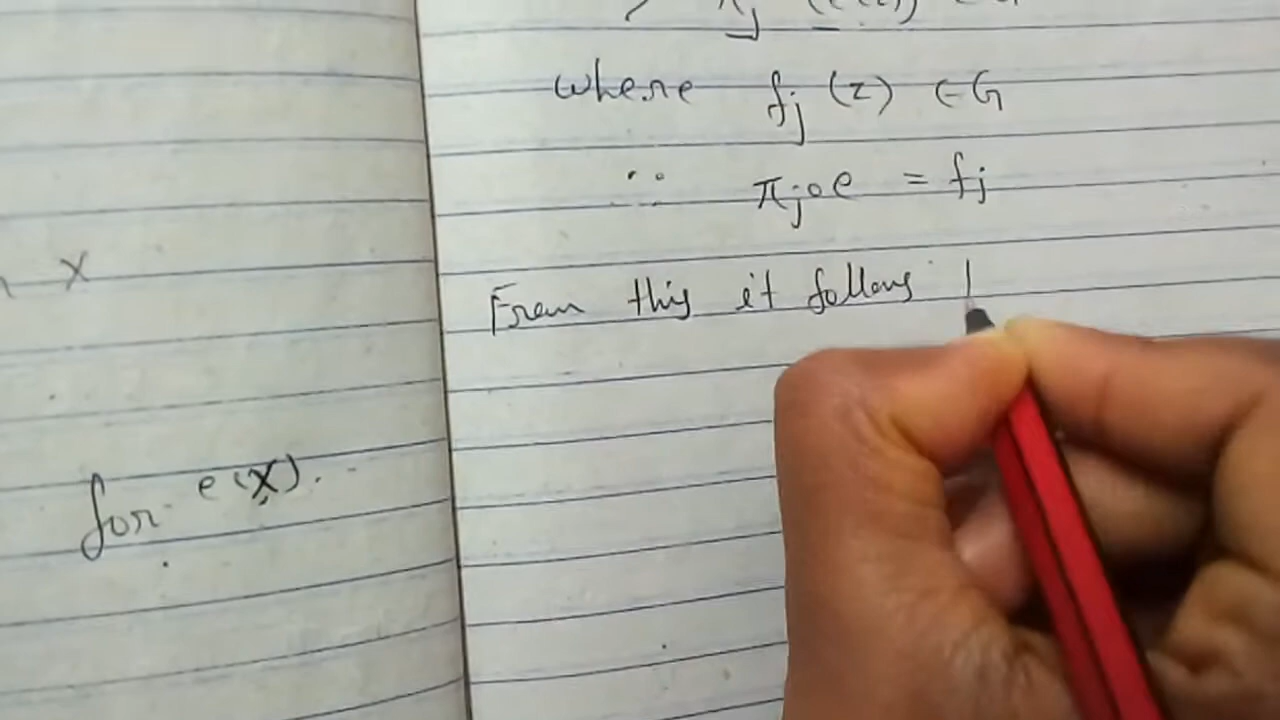 X
for e(X).
where fj (z) ∈ G
∴ πj∘e = fj
From this it follows